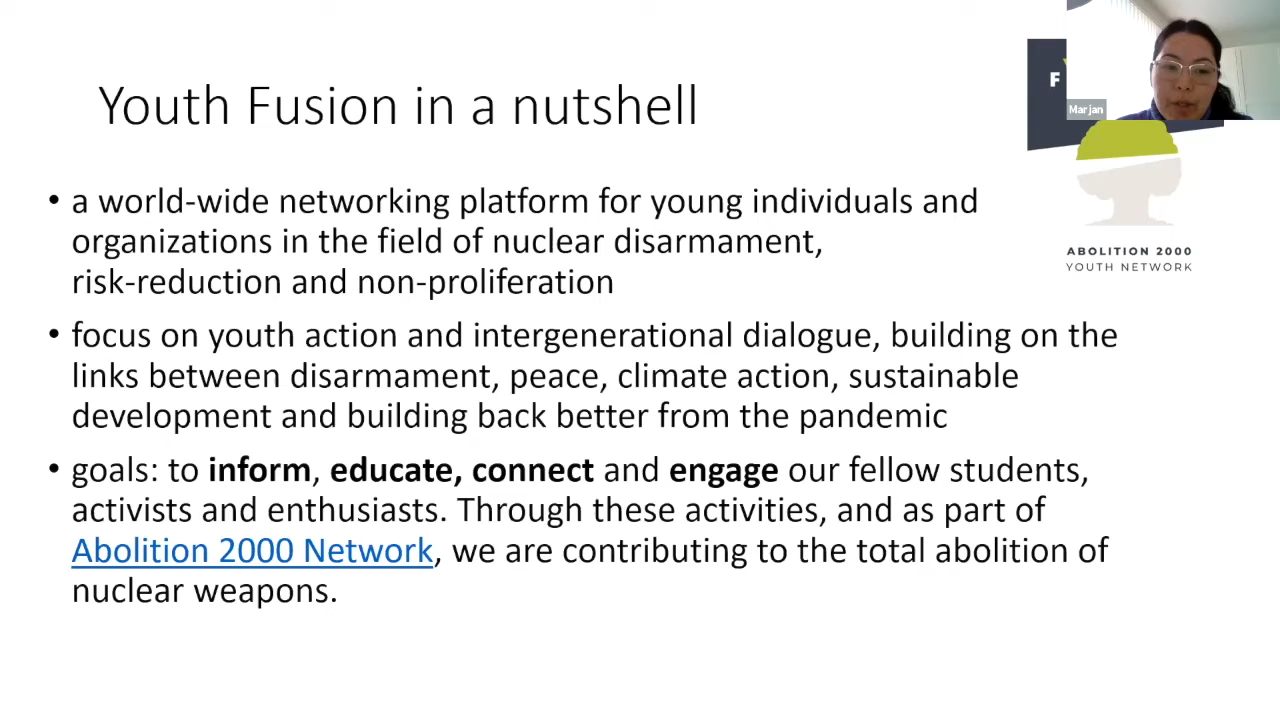 Youth Fusion in a nutshell
F
Marjan
• a world-wide networking platform for young individuals and
organizations in the field of nuclear disarmament,
risk-reduction and non-proliferation
ABOLITION 2000
YOUTH NETWORK
• focus on youth action and intergenerational dialogue, building on the
links between disarmament, peace, climate action, sustainable
development and building back better from the pandemic
• goals: to inform, educate, connect and engage our fellow students,
activists and enthusiasts. Through these activities, and as part of
Abolition 2000 Network, we are contributing to the total abolition of
nuclear weapons.